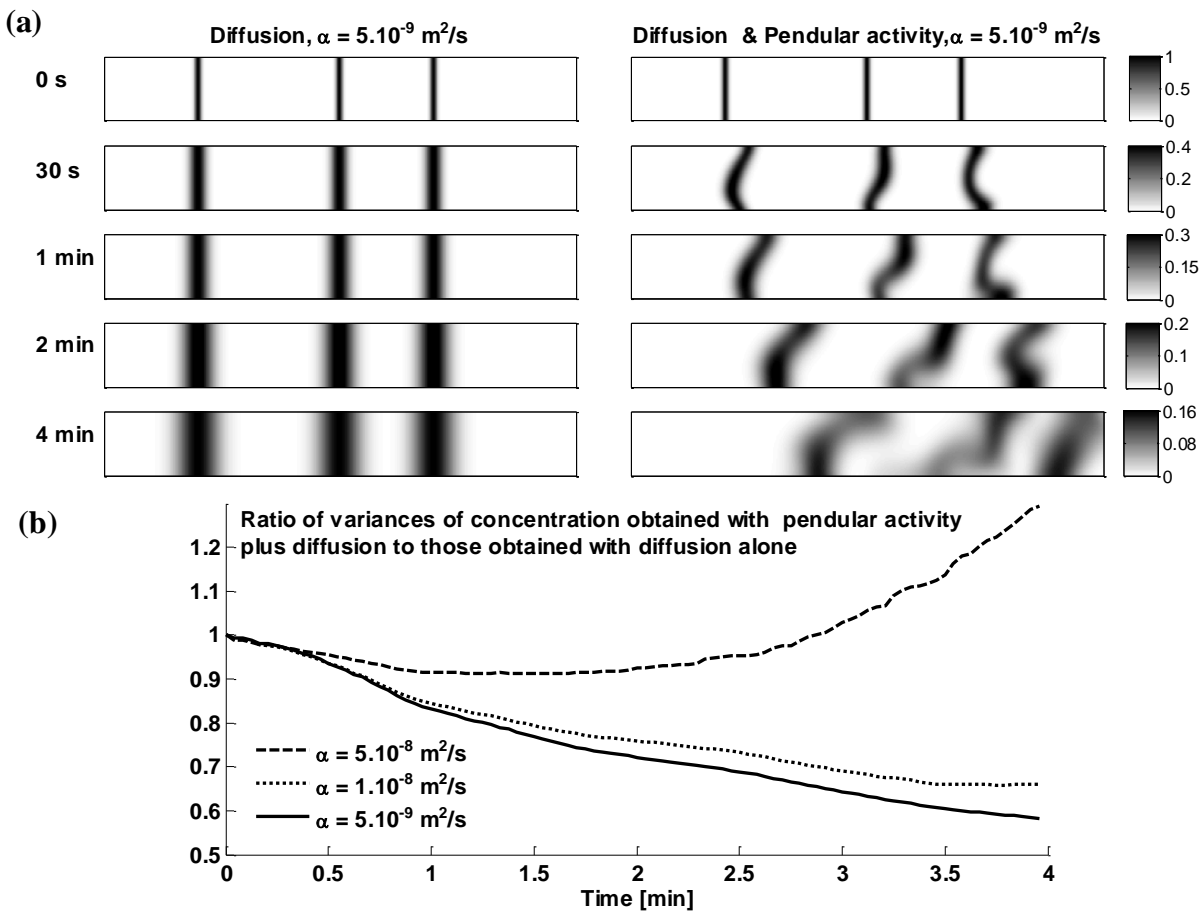 (a)
Diffusion, α = 5.10⁻⁹ m²/s
Diffusion & Pendular activity,α = 5.10⁻⁹ m²/s
0 s
1
0.5
0
30 s
0.4
0.2
0
1 min
0.3
0.15
0
2 min
0.2
0.1
0
4 min
0.16
0.08
0
(b)
Ratio of variances of concentration obtained with pendular activity
plus diffusion to those obtained with diffusion alone
1.2
1.1
1
0.9
0.8
0.7
0.6
0.5
α = 5.10⁻⁸ m²/s
α = 1.10⁻⁸ m²/s
α = 5.10⁻⁹ m²/s
0 0.5 1 1.5 2 2.5 3 3.5 4
Time [min]